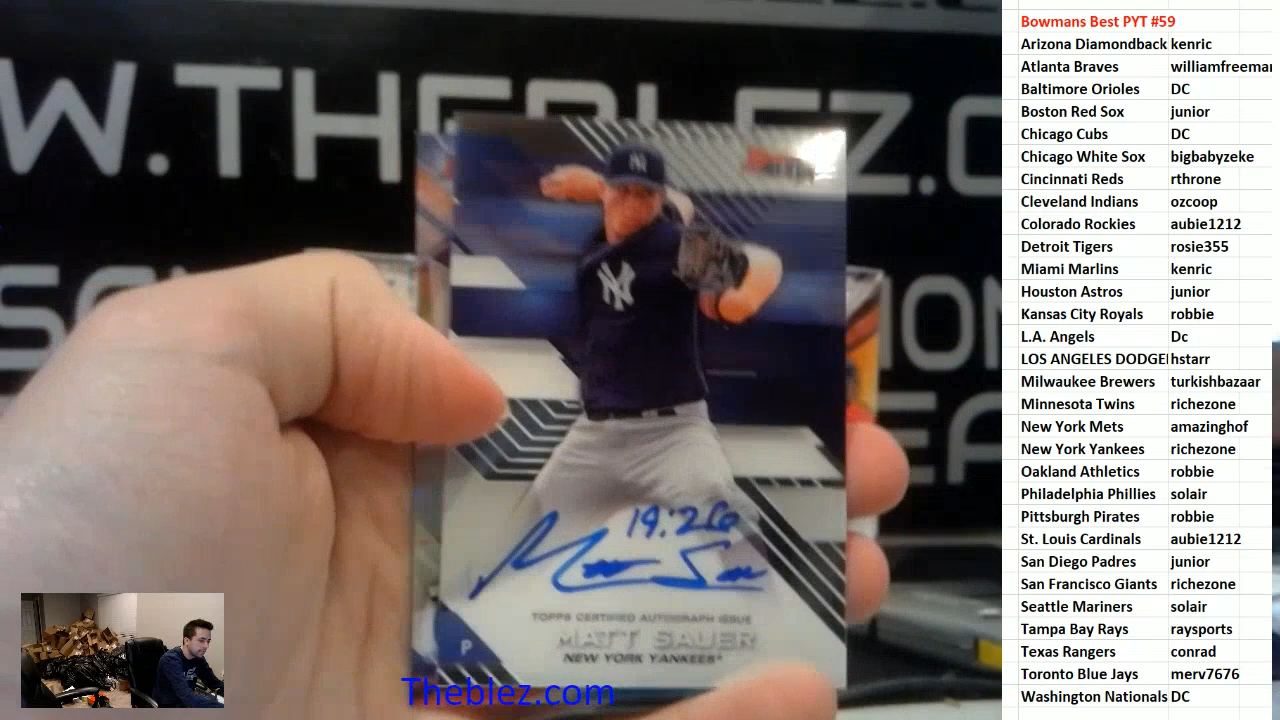 W.THEBLEZ.C
19:26
TOPPS CERTIFIED AUTOGRAPH ISSUE
MATT SAUER
P
NEW YORK YANKEES
Theblez.com
Bowmans Best PYT #59
Arizona Diamondback kenric
Atlanta Braves williamfreeman
Baltimore Orioles DC
Boston Red Sox junior
Chicago Cubs DC
Chicago White Sox bigbabyzeke
Cincinnati Reds rthrone
Cleveland Indians ozcoop
Colorado Rockies aubie1212
Detroit Tigers rosie355
Miami Marlins kenric
Houston Astros junior
Kansas City Royals robbie
L.A. Angels Dc
LOS ANGELES DODGE hstarr
Milwaukee Brewers turkishbazaar
Minnesota Twins richezone
New York Mets amazinghof
New York Yankees richezone
Oakland Athletics robbie
Philadelphia Phillies solair
Pittsburgh Pirates robbie
St. Louis Cardinals aubie1212
San Diego Padres junior
San Francisco Giants richezone
Seattle Mariners solair
Tampa Bay Rays raysports
Texas Rangers conrad
Toronto Blue Jays merv7676
Washington Nationals DC